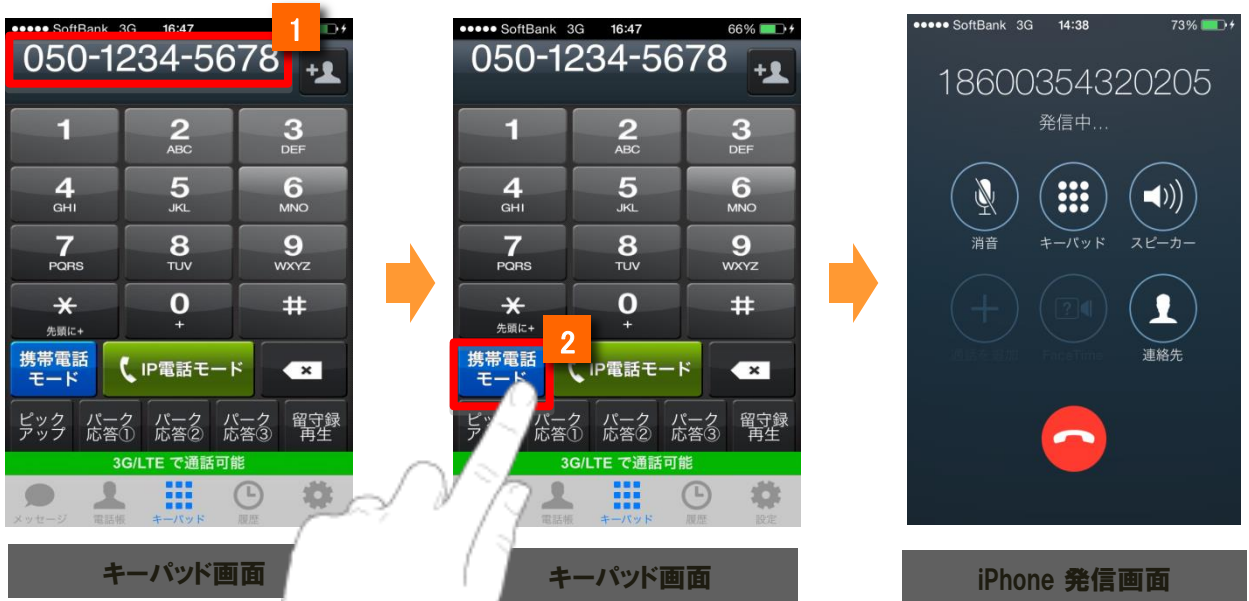 ●●●●● SoftBank 3G 16:47
1
050-1234-5678
1
2
ABC
3
DEF
4
GHI
5
JKL
6
MNO
7
PQRS
8
TUV
9
WXYZ
先頭に+
0
+
#
携帯電話
モード
IP電話モード
ピック
アップ
パーク
応答①
パーク
応答②
パーク
応答③
留守録
再生
3G/LTE で通話可能
メッセージ
電話帳
キーパッド
履歴
キーパッド画面
●●●●● SoftBank 3G 16:47 66%
050-1234-5678
1
2
ABC
3
DEF
4
GHI
5
JKL
6
MNO
7
PQRS
8
TUV
9
WXYZ
先頭に+
0
+
#
2
携帯電話
モード
IP電話モード
パーク
応答①
パーク
応答②
パーク
応答③
留守録
再生
3G/LTE で通話可能
電話帳
キーパッド
履歴
設定
キーパッド画面
●●●●● SoftBank 3G 14:38 73%
18600354320205
発信中...
消音
キーパッド
スピーカー
通話を追加
FaceTime
連絡先
iPhone 発信画面